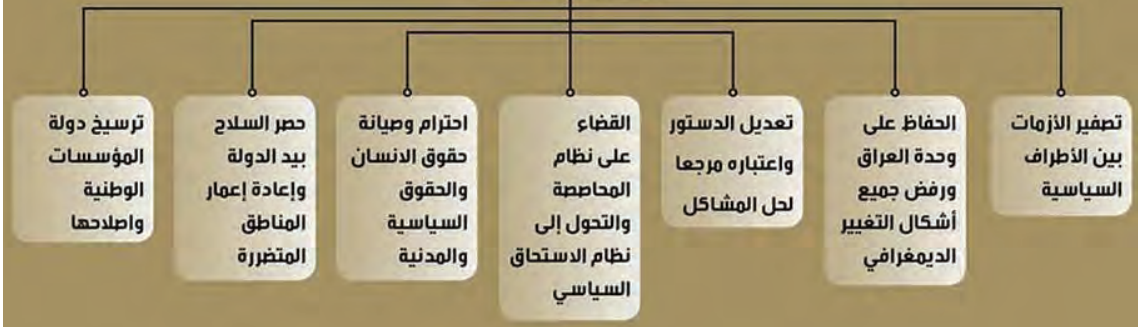 تصفير الأزمات
بين الأطراف
السياسية
الحفاظ على
وحدة العراق
ورفض جميع
أشكال التغيير
الديمغرافي
تعديل الدستور
واعتباره مرجعا
لحل المشاكل
القضاء
على نظام
المحاصصة
والتحول إلى
نظام الاستحاق
السياسي
احترام وصيانة
حقوق الانسان
والحقوق
السياسية
والمدنية
حصر السلاح
بيد الدولة
وإعادة إعمار
المناطق
المتضررة
ترسيخ دولة
المؤسسات
الوطنية
واصلاحها